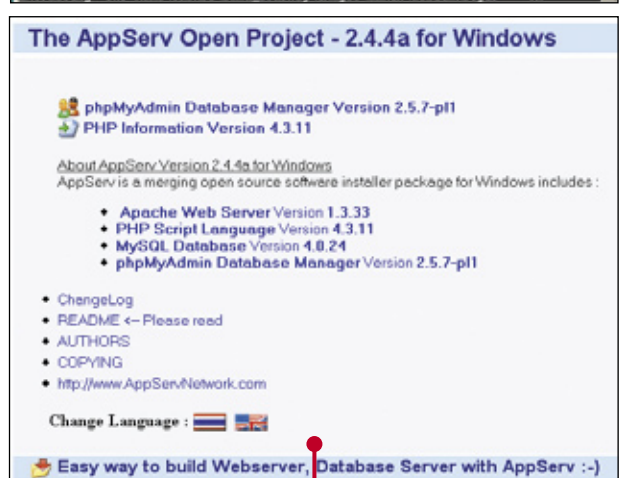 The AppServ Open Project - 2.4.4a for Windows
phpMyAdmin Database Manager Version 2.5.7-pl1
PHP Information Version 4.3.11
About AppServ Version 2.4.4a for Windows
AppServ is a merging open source software installer package for Windows includes :
Apache Web Server Version 1.3.33
PHP Script Language Version 4.3.11
MySQL Database Version 4.0.24
phpMyAdmin Database Manager Version 2.5.7-pl1
ChangeLog
README <-- Please read
AUTHORS
COPYING
http://www.AppServNetwork.com
Change Language :
Easy way to build Webserver, Database Server with AppServ :-)